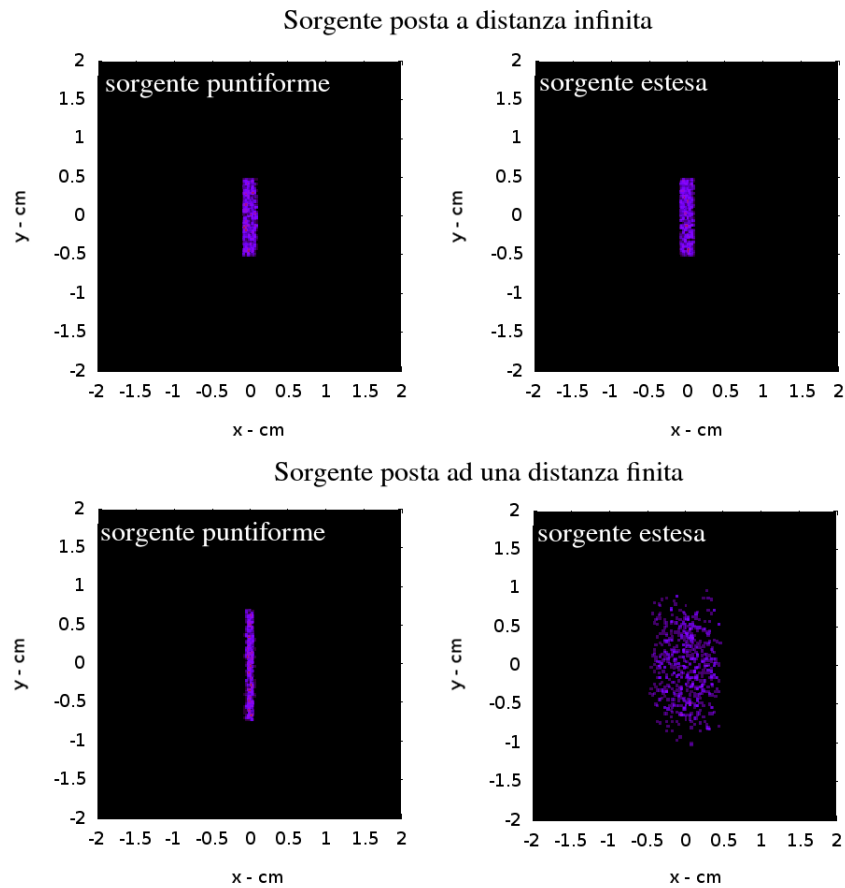 Sorgente posta a distanza infinita
sorgente puntiforme
2
1.5
1
0.5
0
-0.5
-1
-1.5
-2
y - cm
-2 -1.5 -1 -0.5 0 0.5 1 1.5 2
x - cm
sorgente estesa
2
1.5
1
0.5
0
-0.5
-1
-1.5
-2
y - cm
-2 -1.5 -1 -0.5 0 0.5 1 1.5 2
x - cm
Sorgente posta ad una distanza finita
sorgente puntiforme
2
1.5
1
0.5
0
-0.5
-1
-1.5
-2
y - cm
-2 -1.5 -1 -0.5 0 0.5 1 1.5 2
x - cm
sorgente estesa
2
1.5
1
0.5
0
-0.5
-1
-1.5
-2
y - cm
-2 -1.5 -1 -0.5 0 0.5 1 1.5 2
x - cm